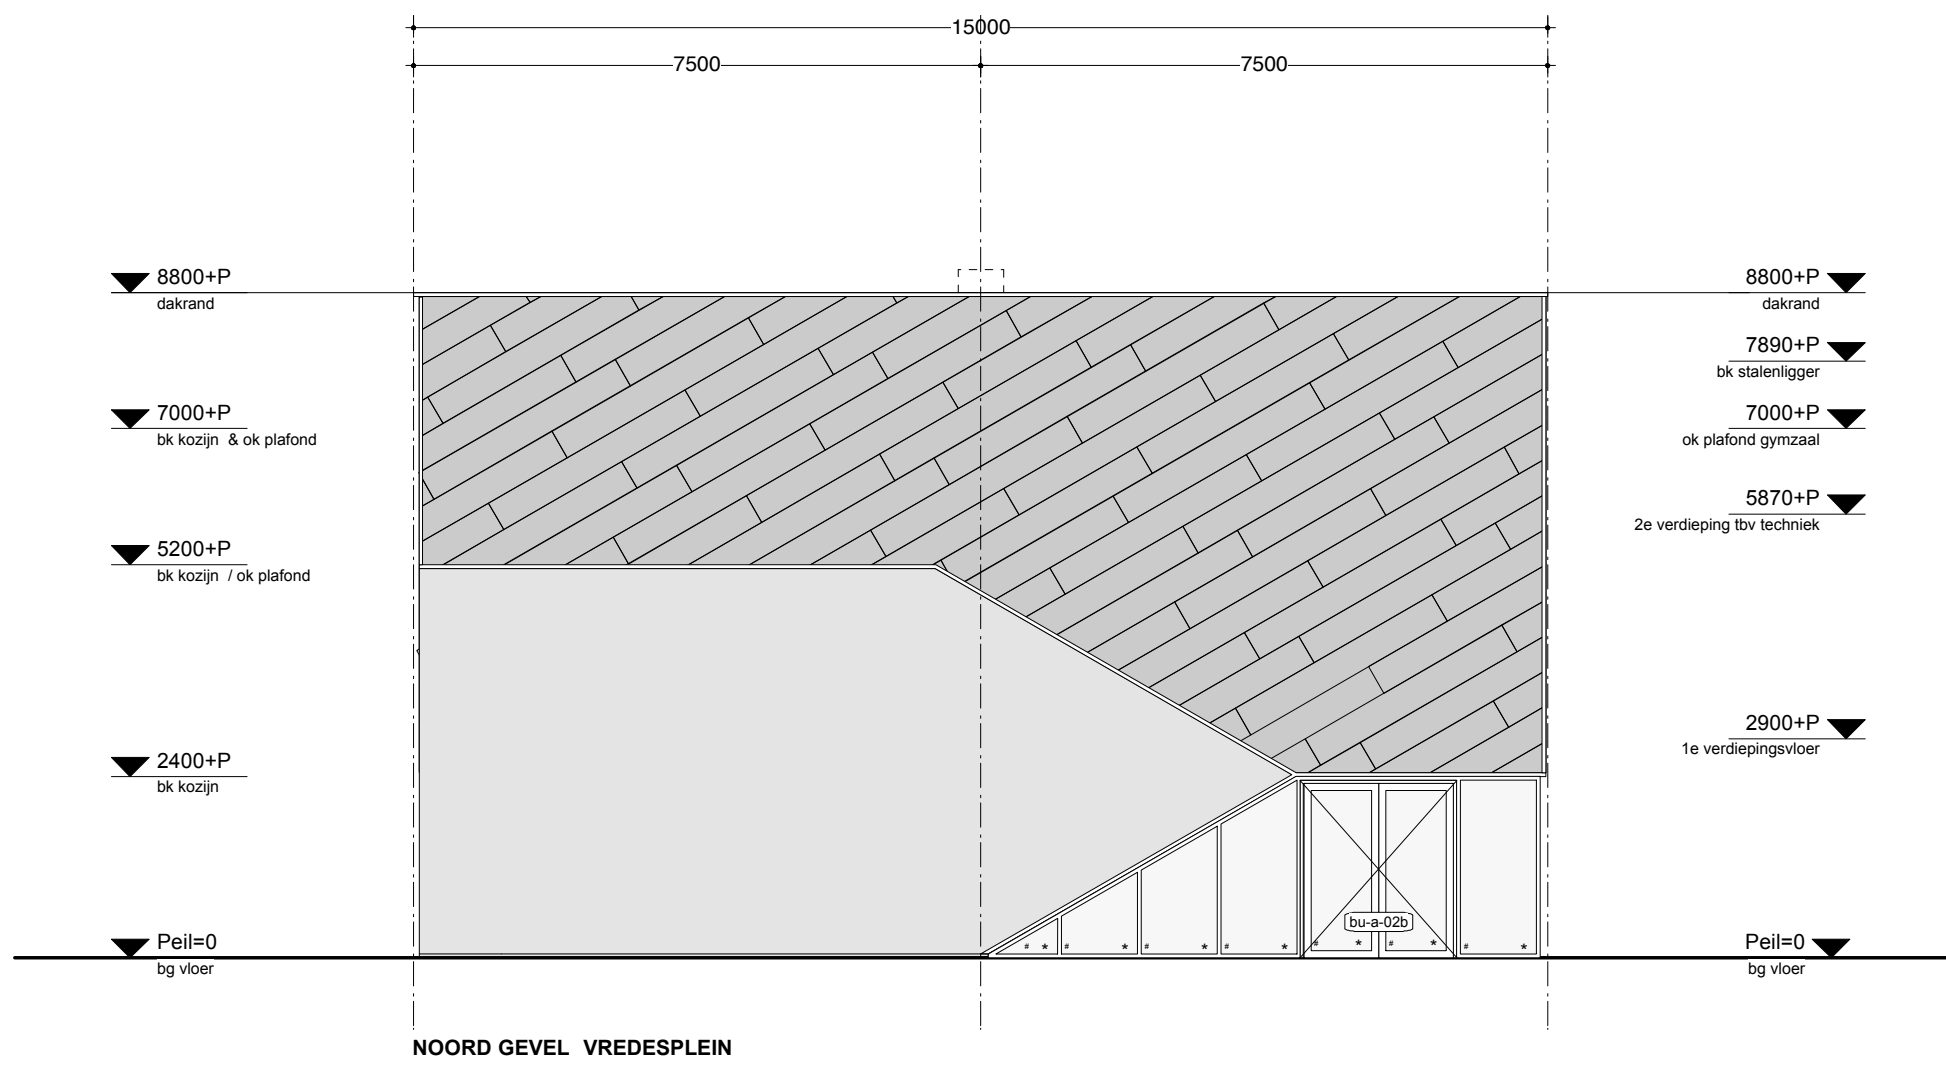 15000
7500 7500
8800+P
dakrand
7000+P
bk kozijn & ok plafond
5200+P
bk kozijn / ok plafond
2400+P
bk kozijn
Peil=0
bg vloer
8800+P
dakrand
7890+P
bk stalenligger
7000+P
ok plafond gymzaal
5870+P
2e verdieping tbv techniek
2900+P
1e verdiepingsvloer
Peil=0
bg vloer
bu-a-02b
# * # * # * # * # * # * # *
NOORD GEVEL VREDESPLEIN